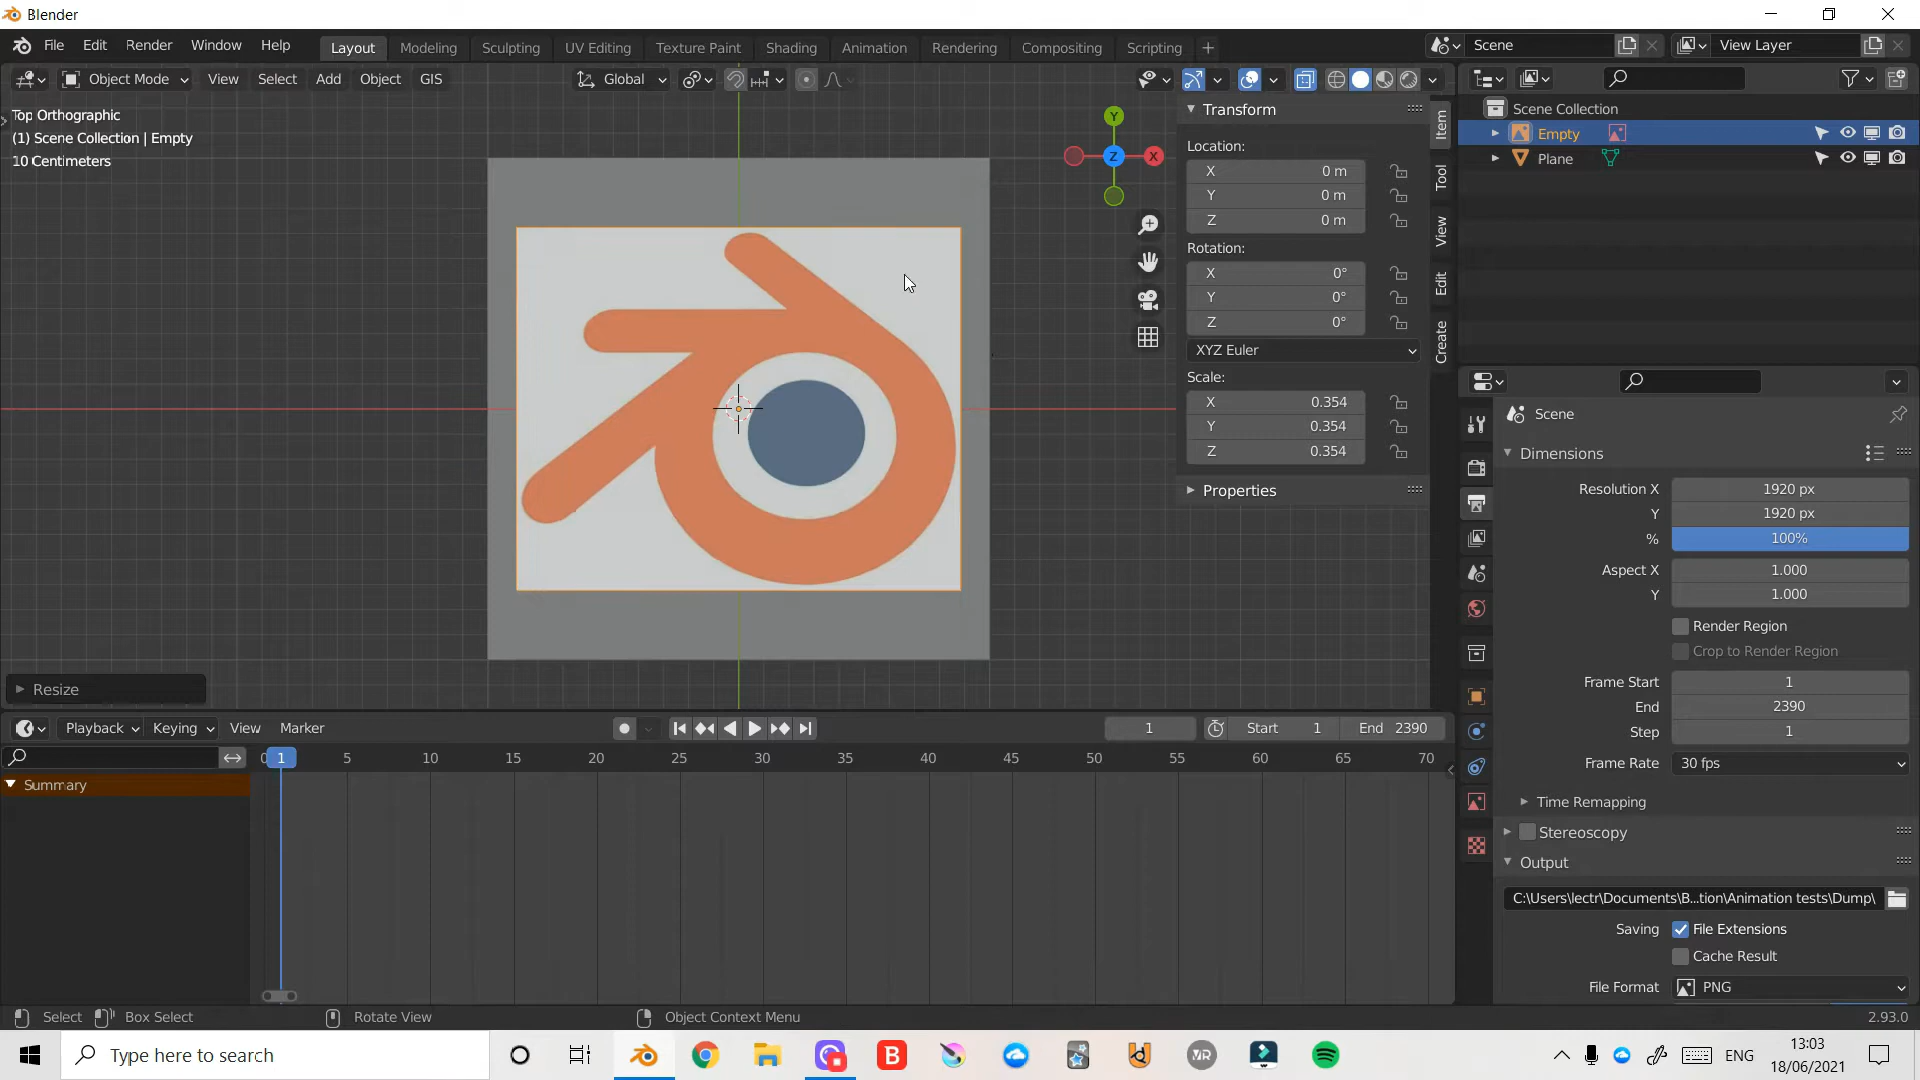 Blender
File Edit Render Window Help Layout Modeling Sculpting UV Editing Texture Paint Shading Animation Rendering Compositing Scripting + Scene View Layer
Object Mode View Select Add Object GIS Global
Top Orthographic
(1) Scene Collection | Empty
10 Centimeters
Y
Z X
Transform
Location:
X 0 m
Y 0 m
Z 0 m
Rotation:
X 0°
Y 0°
Z 0°
XYZ Euler
Scale:
X 0.354
Y 0.354
Z 0.354
Properties
Item
Tool
View
Edit
Create
Scene Collection
Empty
Plane
Scene
Dimensions
Resolution X 1920 px
Y 1920 px
% 100%
Aspect X 1.000
Y 1.000
Render Region
Crop to Render Region
Frame Start 1
End 2390
Step 1
Frame Rate 30 fps
Time Remapping
Stereoscopy
Output
C:\Users\lectr\Documents\B...tion\Animation tests\Dump\
Saving File Extensions
Cache Result
File Format PNG
Resize
Playback Keying View Marker 1 Start 1 End 2390
0 1 5 10 15 20 25 30 35 40 45 50 55 60 65 70
Summary
Select Box Select Rotate View Object Context Menu 2.93.0
Type here to search B VR ENG 13:03
18/06/2021